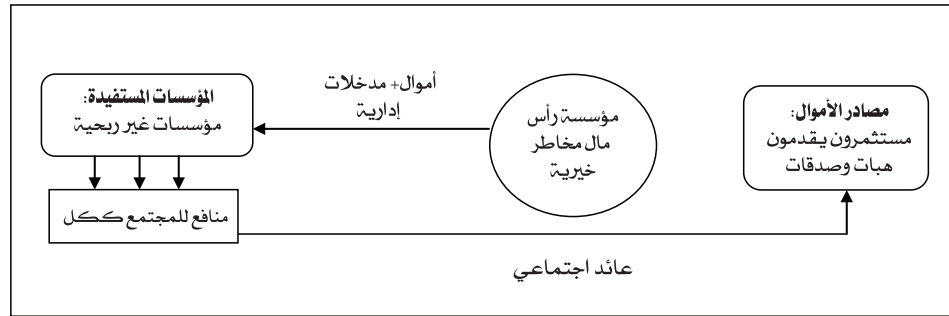 مصادر الأموال:
مستثمرون يقدمون
هبات وصدقات
مؤسسة رأس
مال مخاطر
خيرية
أموال+ مدخلات
إدارية
المؤسسات المستفيدة:
مؤسسات غير ربحية
منافع للمجتمع ككل
عائد اجتماعي